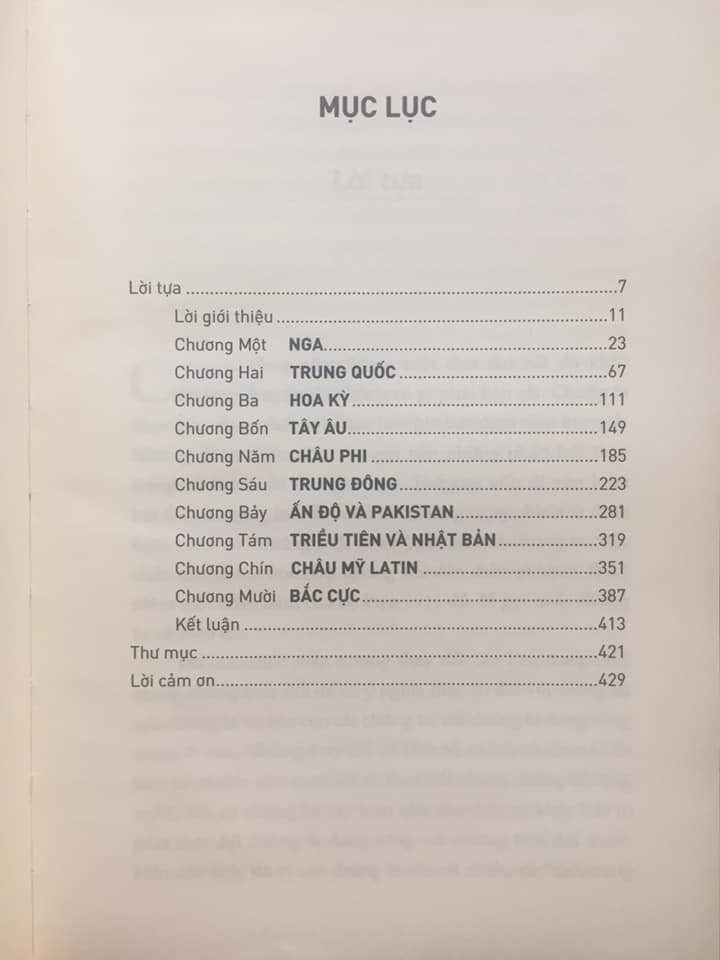 MỤC LỤC
Lời tựa ..........................................................................................7
Lời giới thiệu .....................................................................11
Chương Một NGA...........................................................23
Chương Hai TRUNG QUỐC ...........................................67
Chương Ba HOA KỲ....................................................111
Chương Bốn TÂY ÂU.....................................................149
Chương Năm CHÂU PHI ................................................185
Chương Sáu TRUNG ĐÔNG..........................................223
Chương Bảy ẤN ĐỘ VÀ PAKISTAN..............................281
Chương Tám TRIỀU TIÊN VÀ NHẬT BẢN.....................319
Chương Chín CHÂU MỸ LATIN .....................................351
Chương Mười BẮC CỰC..................................................387
Kết luận ..........................................................................413
Thư mục ....................................................................................421
Lời cảm ơn................................................................................429